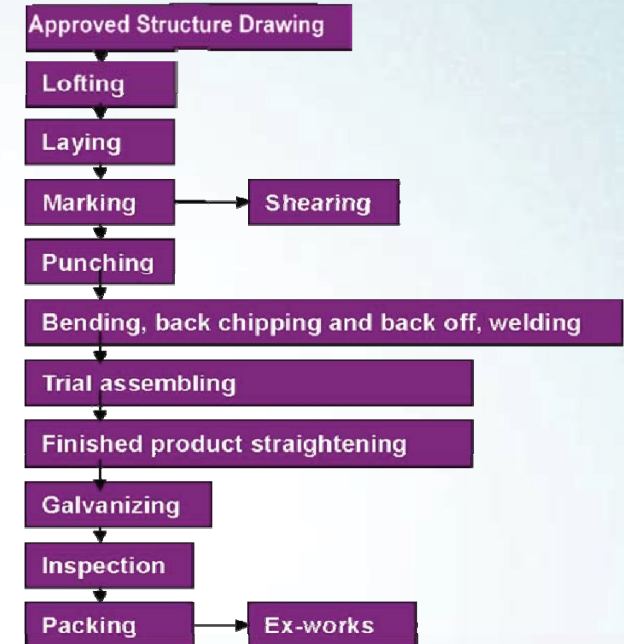 Approved Structure Drawing
Lofting
Laying
Marking
Shearing
Punching
Bending, back chipping and back off, welding
Trial assembling
Finished product straightening
Galvanizing
Inspection
Packing
Ex-works